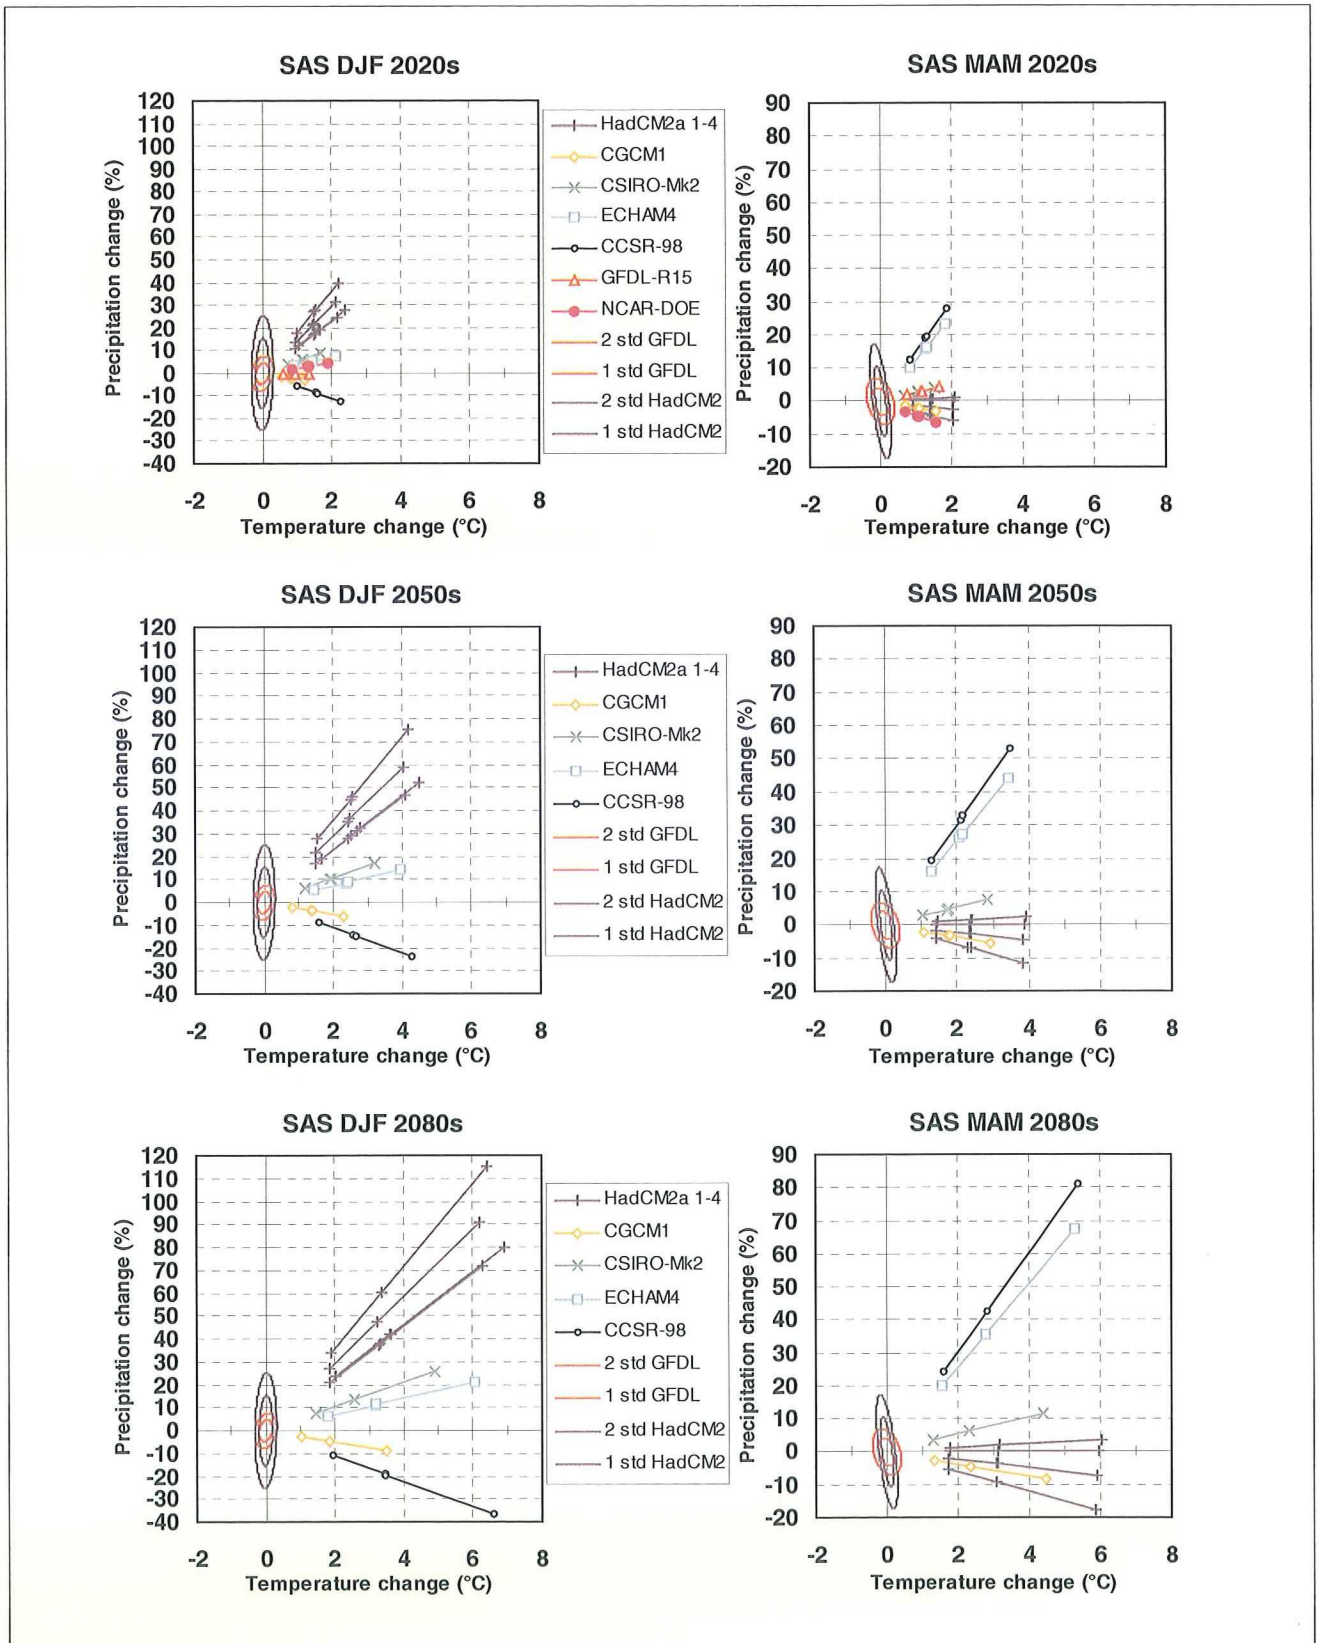 SAS DJF 2020s
120
110
100
90
80
70
60
50
40
30
20
10
0
-10
-20
-30
-40
Precipitation change (%)
-2 0 2 4 6 8
Temperature change (°C)
HadCM2a 1-4
CGCM1
CSIRO-Mk2
ECHAM4
CCSR-98
GFDL-R15
NCAR-DOE
2 std GFDL
1 std GFDL
2 std HadCM2
1 std HadCM2
SAS MAM 2020s
90
80
70
60
50
40
30
20
10
0
-10
-20
Precipitation change (%)
-2 0 2 4 6 8
Temperature change (°C)
SAS DJF 2050s
120
110
100
90
80
70
60
50
40
30
20
10
0
-10
-20
-30
-40
Precipitation change (%)
-2 0 2 4 6 8
Temperature change (°C)
HadCM2a 1-4
CGCM1
CSIRO-Mk2
ECHAM4
CCSR-98
2 std GFDL
1 std GFDL
2 std HadCM2
1 std HadCM2
SAS MAM 2050s
90
80
70
60
50
40
30
20
10
0
-10
-20
Precipitation change (%)
-2 0 2 4 6 8
Temperature change (°C)
SAS DJF 2080s
120
110
100
90
80
70
60
50
40
30
20
10
0
-10
-20
-30
-40
Precipitation change (%)
-2 0 2 4 6 8
Temperature change (°C)
HadCM2a 1-4
CGCM1
CSIRO-Mk2
ECHAM4
CCSR-98
2 std GFDL
1 std GFDL
2 std HadCM2
1 std HadCM2
SAS MAM 2080s
90
80
70
60
50
40
30
20
10
0
-10
-20
Precipitation change (%)
-2 0 2 4 6 8
Temperature change (°C)